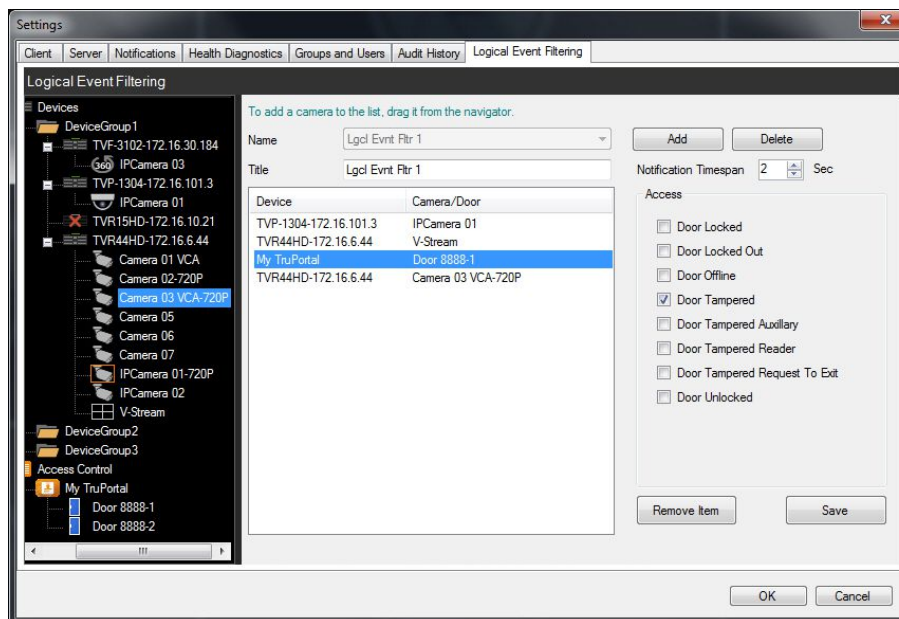 Settings
Client Server Notifications Health Diagnostics Groups and Users Audit History Logical Event Filtering
Logical Event Filtering
Devices
DeviceGroup1
TVF-3102-172.16.30.184
360 IPCamera 03
TVP-1304-172.16.101.3
IPCamera 01
TVR15HD-172.16.10.21
TVR44HD-172.16.6.44
Camera 01 VCA
Camera 02-720P
Camera 03 VCA-720P
Camera 05
Camera 06
Camera 07
IPCamera 01-720P
IPCamera 02
V-Stream
DeviceGroup2
DeviceGroup3
Access Control
My TruPortal
Door 8888-1
Door 8888-2
To add a camera to the list, drag it from the navigator.
Name Lgcl Evnt Fltr 1
Title Lgcl Evnt Fltr 1
Device Camera/Door
TVP-1304-172.16.101.3 IPCamera 01
TVR44HD-172.16.6.44 V-Stream
My TruPortal Door 8888-1
TVR44HD-172.16.6.44 Camera 03 VCA-720P
Add Delete
Notification Timespan 2 Sec
Access
Door Locked
Door Locked Out
Door Offline
Door Tampered
Door Tampered Auxillary
Door Tampered Reader
Door Tampered Request To Exit
Door Unlocked
Remove Item Save
OK Cancel